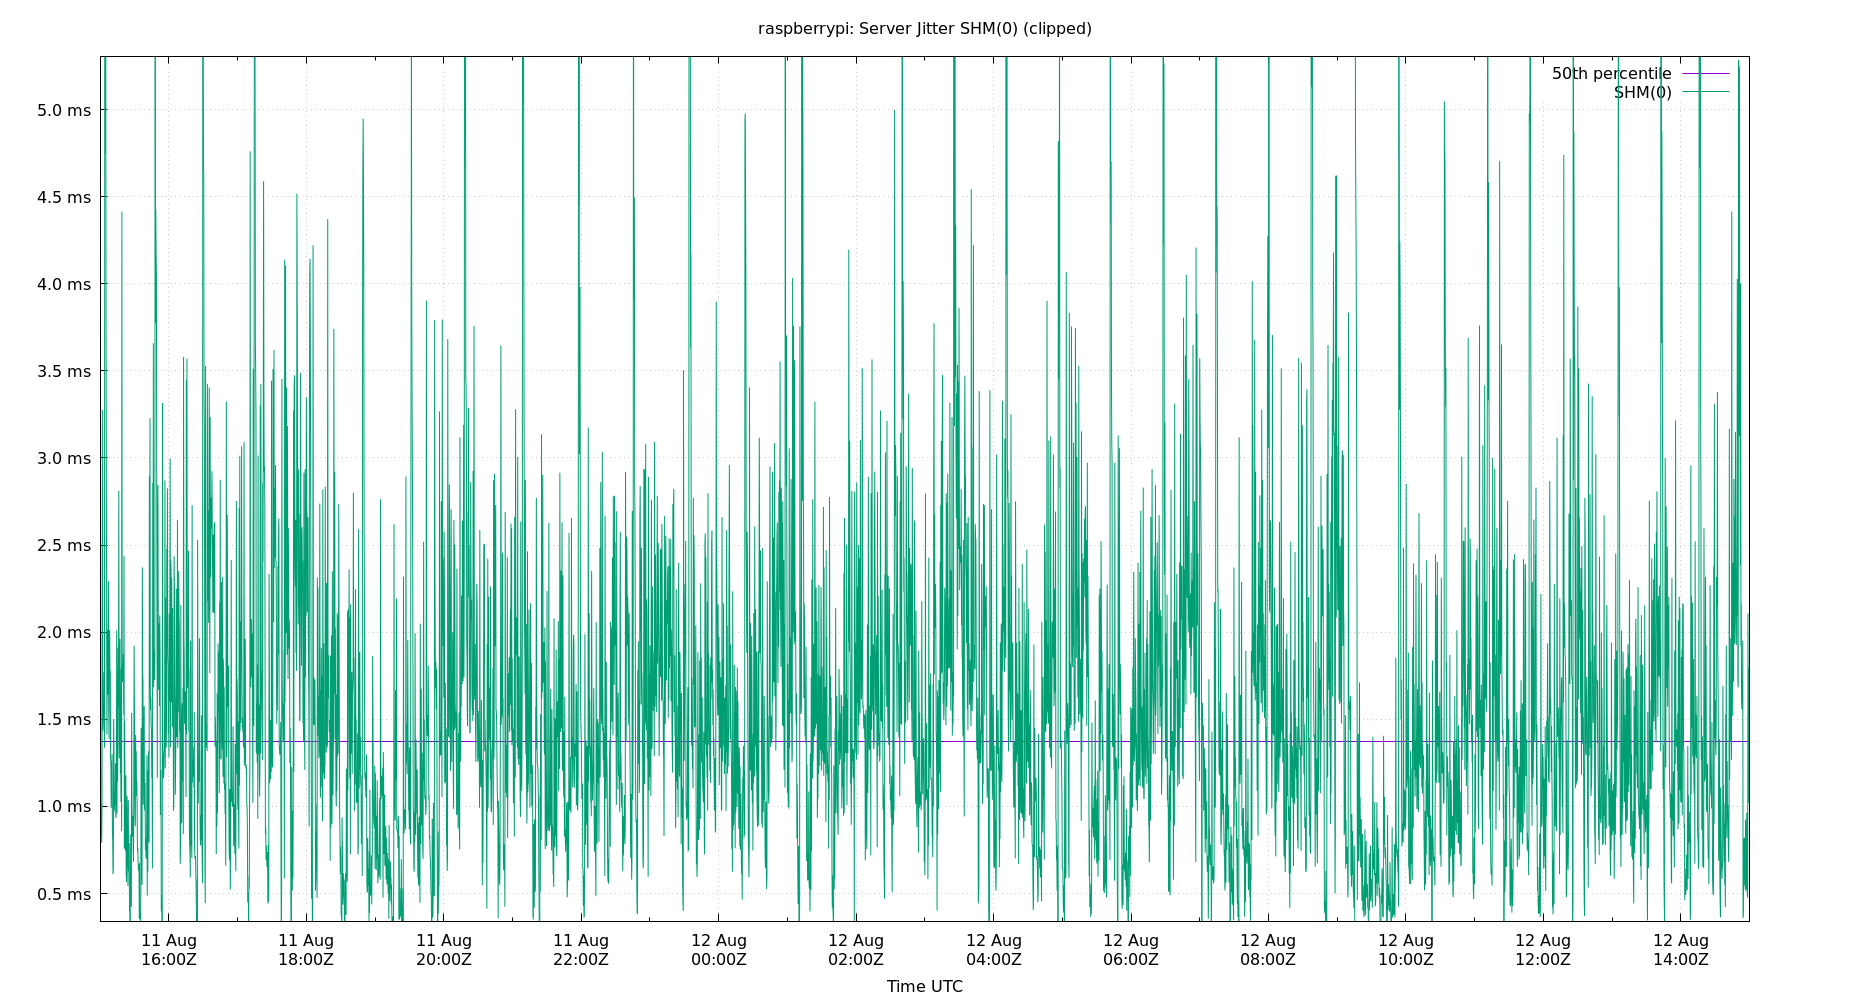 raspberrypi: Server Jitter SHM(0) (clipped)
50th percentile
SHM(0)
5.0 ms
4.5 ms
4.0 ms
3.5 ms
3.0 ms
2.5 ms
2.0 ms
1.5 ms
1.0 ms
0.5 ms
11 Aug 11 Aug 11 Aug 11 Aug 12 Aug 12 Aug 12 Aug 12 Aug 12 Aug 12 Aug 12 Aug 12 Aug
16:00Z 18:00Z 20:00Z 22:00Z 00:00Z 02:00Z 04:00Z 06:00Z 08:00Z 10:00Z 12:00Z 14:00Z
Time UTC